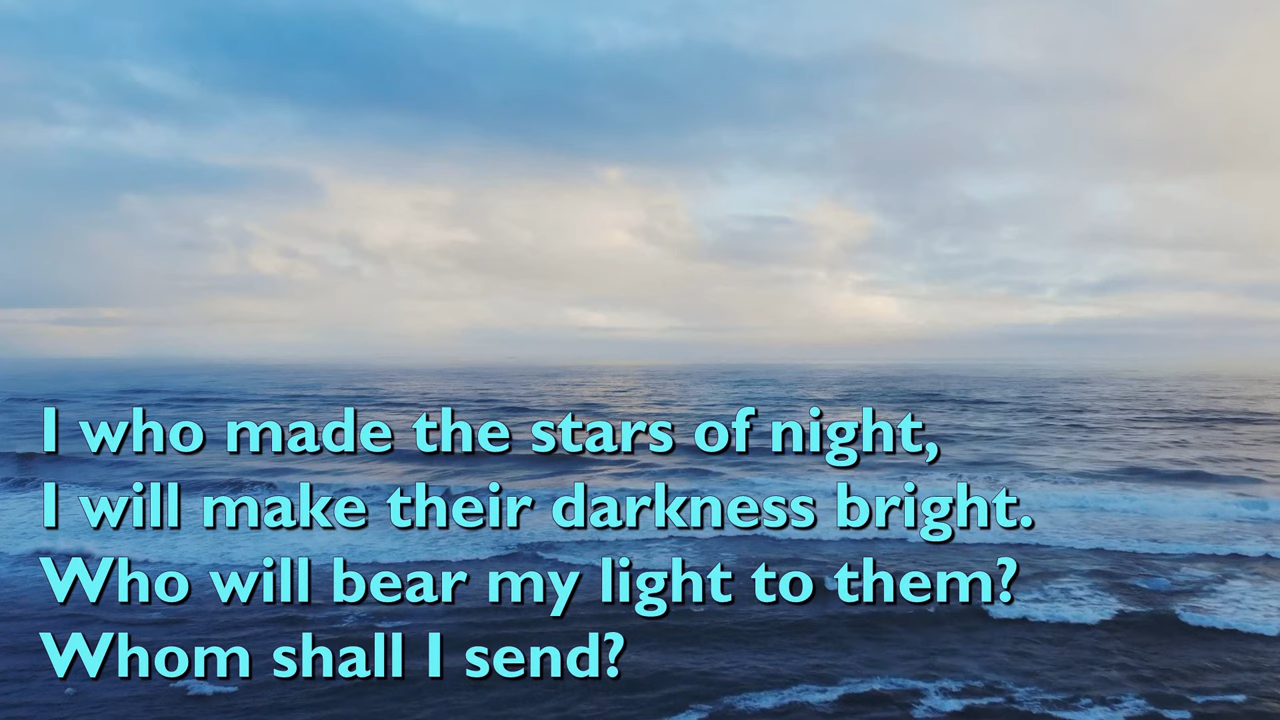 I who made the stars of night,
I will make their darkness bright.
Who will bear my light to them?
Whom shall I send?